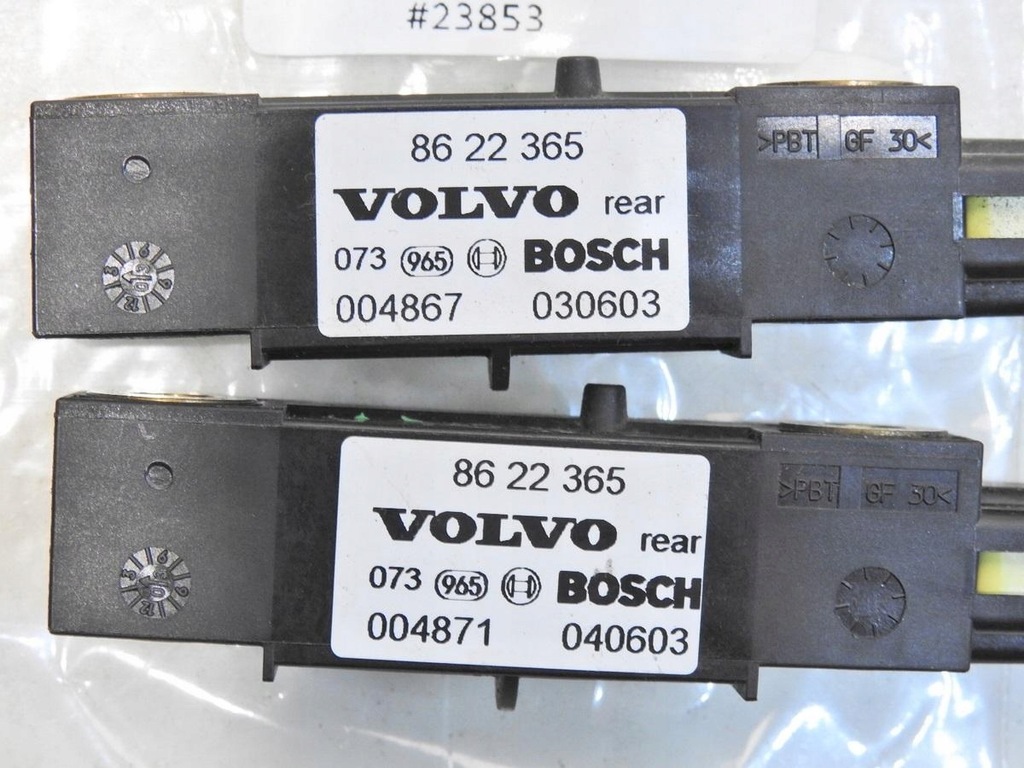 #23853
86 22 365
VOLVO rear
073 965 BOSCH
004867 030603
>PBT GF 30<
86 22 365
VOLVO rear
073 965 BOSCH
004871 040603
>PBT GF 30<